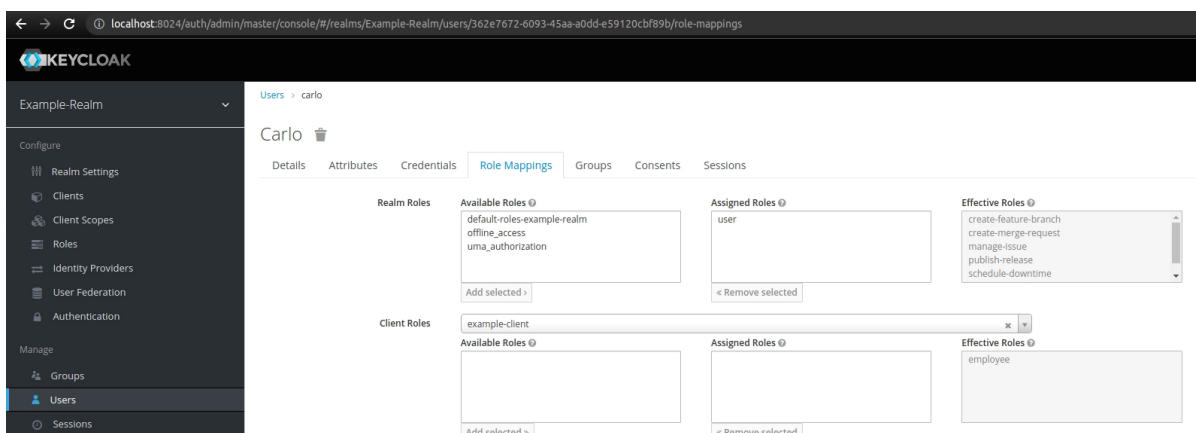 localhost:8024/auth/admin/master/console/#/realms/Example-Realm/users/362e7672-6093-45aa-a0dd-e59120cbf89b/role-mappings
KEYCLOAK
Example-Realm
Configure
Realm Settings
Clients
Client Scopes
Roles
Identity Providers
User Federation
Authentication
Manage
Groups
Users
Sessions
Users > carlo
Carlo
Details Attributes Credentials Role Mappings Groups Consents Sessions
Realm Roles
Available Roles
default-roles-example-realm
offline_access
uma_authorization
Add selected >
Assigned Roles
user
« Remove selected
Effective Roles
create-feature-branch
create-merge-request
manage-issue
publish-release
schedule-downtime
Client Roles
example-client
Available Roles
Add selected »
Assigned Roles
« Remove selected
Effective Roles
employee